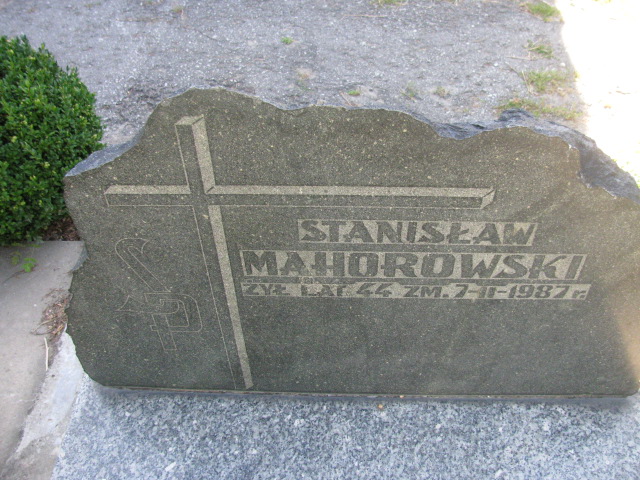 Ś.P.
STANISŁAW
MAHOROWSKI
ŻYŁ LAT 44 ZM. 7-II-1987 r.